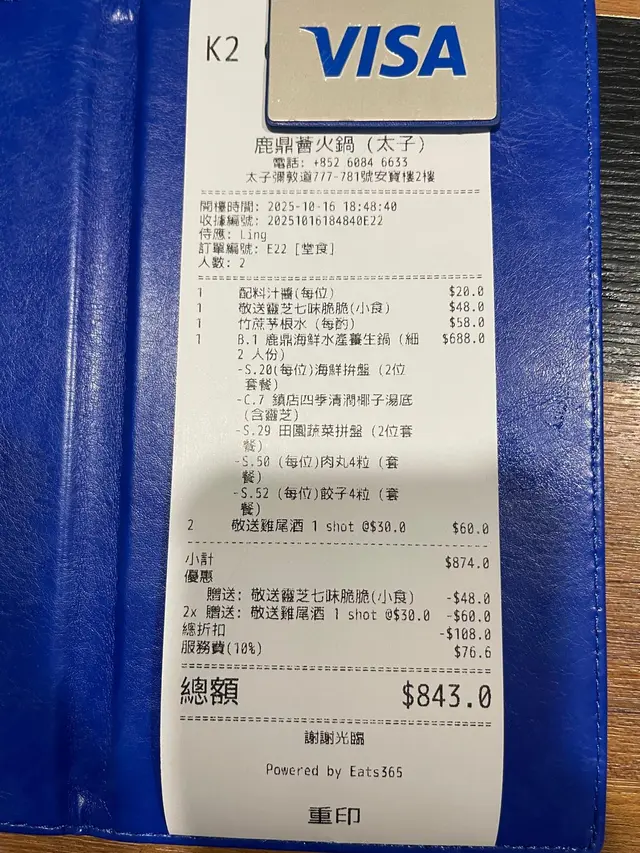 K2
VISA
鹿鼎薈火鍋 (太子)
電話: +852 6084 6633
太子彌敦道777-781號安寶樓2樓
開檯時間: 2025-10-16 18:48:40
收據編號: 20251016184840E22
侍應: Ling
訂單編號: E22 [堂食]
人數: 2
1 配料汁醬(每位) $20.0
1 敬送靈芝七味脆脆(小食) $48.0
1 竹蔗茅根水 (每酌) $58.0
1 B.1 鹿鼎海鮮水產養生鍋 (細 $688.0
2 人份)
-S.20(每位)海鮮拼盤 (2位
套餐)
-C.7 鎮店四季清潤椰子湯底
(含靈芝)
-S.29 田園蔬菜拼盤 (2位套
餐)
-S.50 (每位)肉丸4粒 (套
餐)
-S.52 (每位)餃子4粒 (套
餐)
2 敬送雞尾酒 1 shot @$30.0 $60.0
小計 $874.0
優惠
贈送: 敬送靈芝七味脆脆(小食) -$48.0
2x 贈送: 敬送雞尾酒 1 shot @$30.0 -$60.0
總折扣 -$108.0
服務費(10%) $76.6
總額 $843.0
謝謝光臨
Powered by Eats365
重印